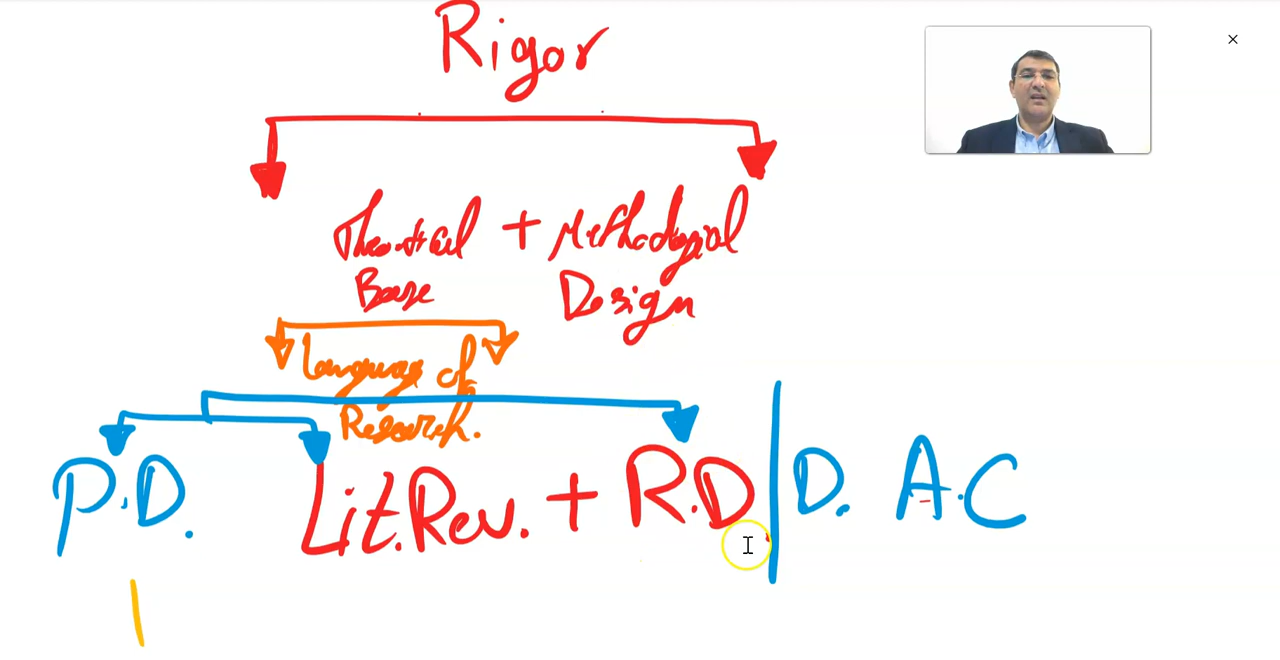 Rigor
Theoretical + Methodological
Base Design
Language of
Research.
P.D. Lit.Rev. + R.D D. A.C